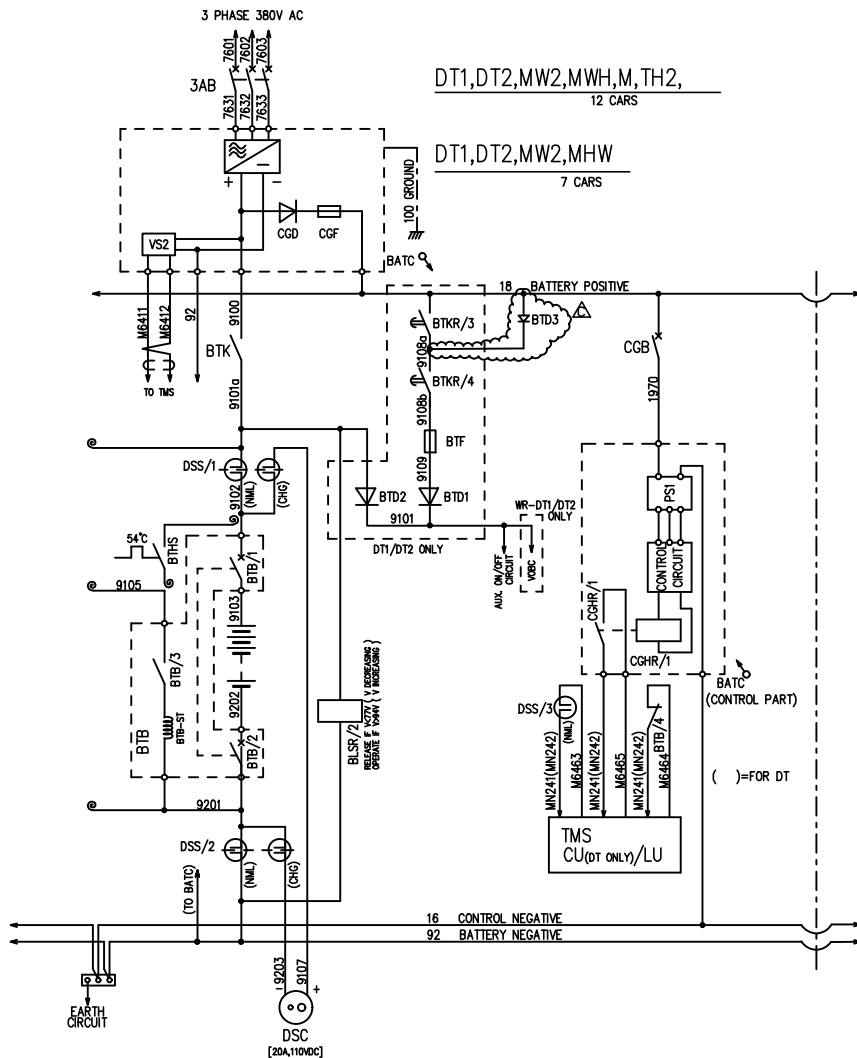 3 PHASE 380V AC
7601
7602
7603
3AB
7631
7632
7633
DT1,DT2,MW2,MWH,M,TH2,
12 CARS
DT1,DT2,MW2,MHW
7 CARS
+
−
100 GROUND
CGD
CGF
VS2
BATC
18 BATTERY POSITIVE
M6411
M6412
92
9100
BTKR/3
BTD3
C
CGB
BTK
9108a
TO TMS
BTKR/4
9101a
9108b
1970
BTF
DSS/1
9109
(NML)
(CHG)
9102
BTD2
BTD1
PS1
WR-DT1/DT2
ONLY
9101
DT1/DT2 ONLY
54°C
BTHS
BTB/1
AUX. ON/OFF
CIRCUIT
VOBC
CONTROL
CIRCUIT
9105
9103
CGHR/1
CGHR/1
BTB/3
BATC
(CONTROL PART)
9202
BLSR/2
RELEASE IF V<77V ( V DECREASING )
OPERATE IF V>94V ( V INCREASING )
DSS/3
(NML)
BTB
BTB-ST
BTB/2
BTB/4
MN241(MN242)
M6463
MN241(MN242)
M6465
MN241(MN242)
M6464
( )=FOR DT
9201
TMS
CU(DT ONLY)/LU
DSS/2
(NML)
(CHG)
(TO BATC)
16 CONTROL NEGATIVE
92 BATTERY NEGATIVE
9203
9107
−
+
EARTH
CIRCUIT
DSC
[20A,110VDC]